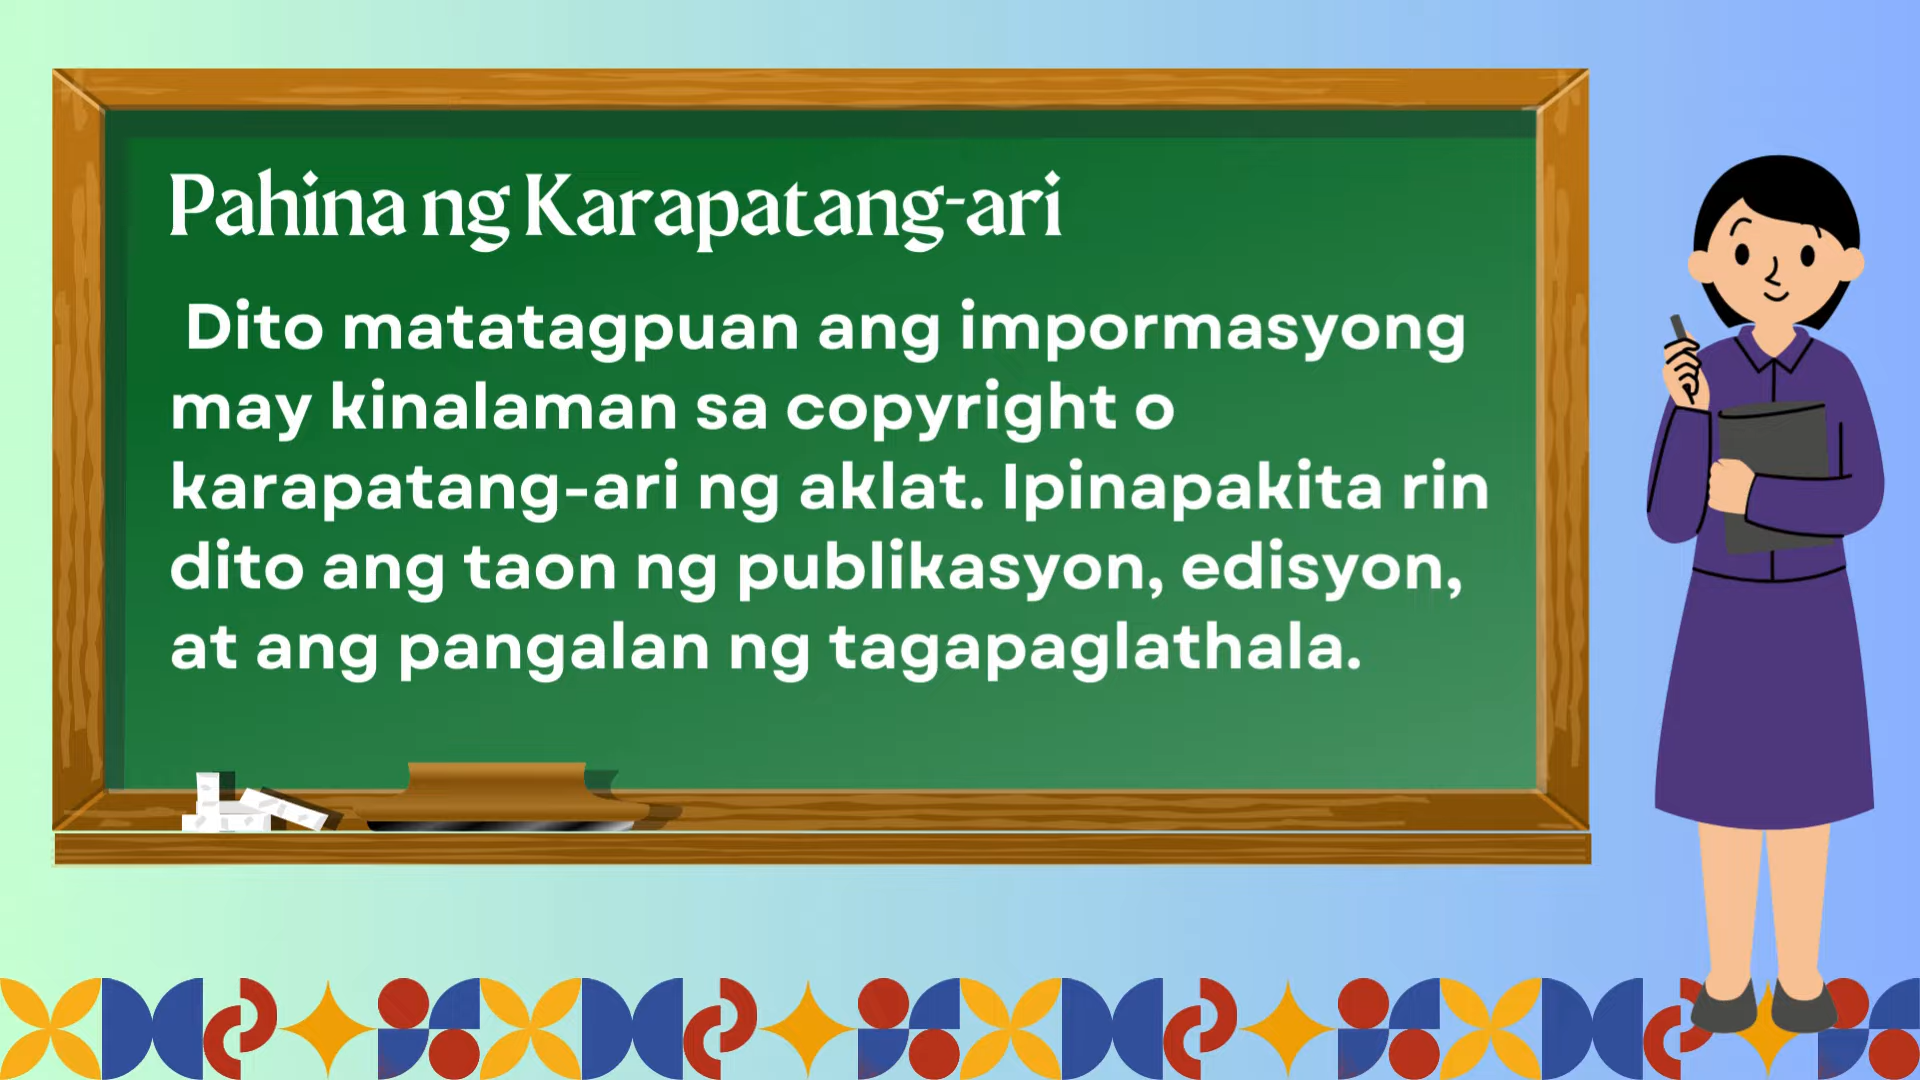 Pahina ng Karapatang-ari
Dito matatagpuan ang impormasyong
may kinalaman sa copyright o
karapatang-ari ng aklat. Ipinapakita rin
dito ang taon ng publikasyon, edisyon,
at ang pangalan ng tagapaglathala.